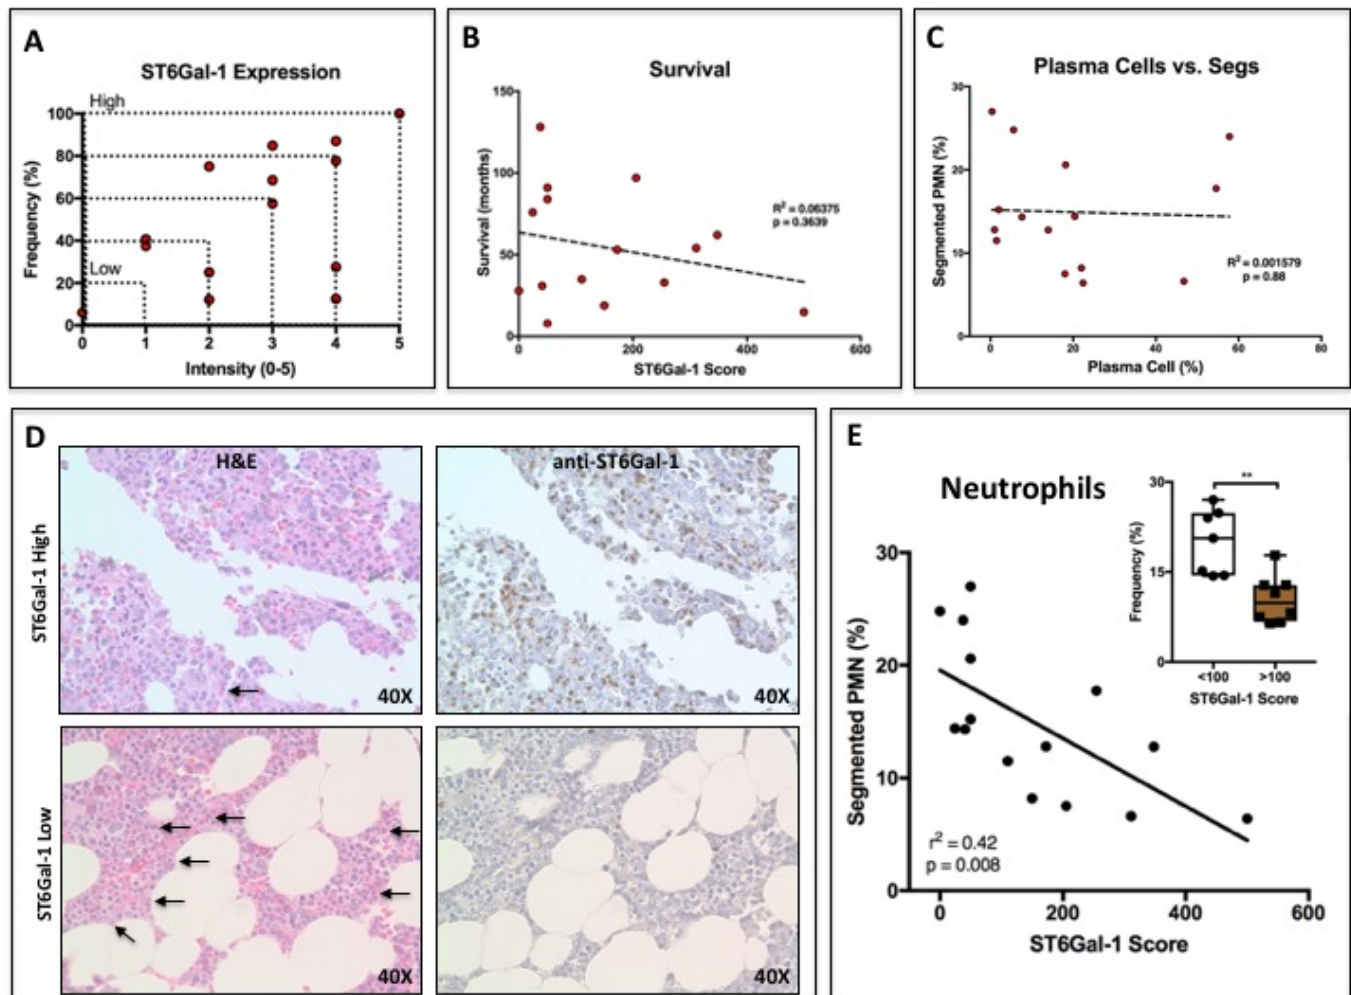 A
ST6Gal-1 Expression
High
Low
100
80
60
40
20
0
Frequency (%)
0 1 2 3 4 5
Intensity (0-5)
B
Survival
150
100
50
0
Survival (months)
R² = 0.06375
p = 0.3639
0 200 400 600
ST6Gal-1 Score
C
Plasma Cells vs. Segs
30
20
10
0
Segmented PMN (%)
R² = 0.001579
p = 0.88
0 20 40 60 80
Plasma Cell (%)
D
H&E
anti-ST6Gal-1
ST6Gal-1 High
40X
40X
ST6Gal-1 Low
40X
40X
E
Neutrophils
30
20
10
0
Segmented PMN (%)
r² = 0.42
p = 0.008
0 200 400 600
ST6Gal-1 Score
**
30
15
0
Frequency (%)
<100 >100
ST6Gal-1 Score